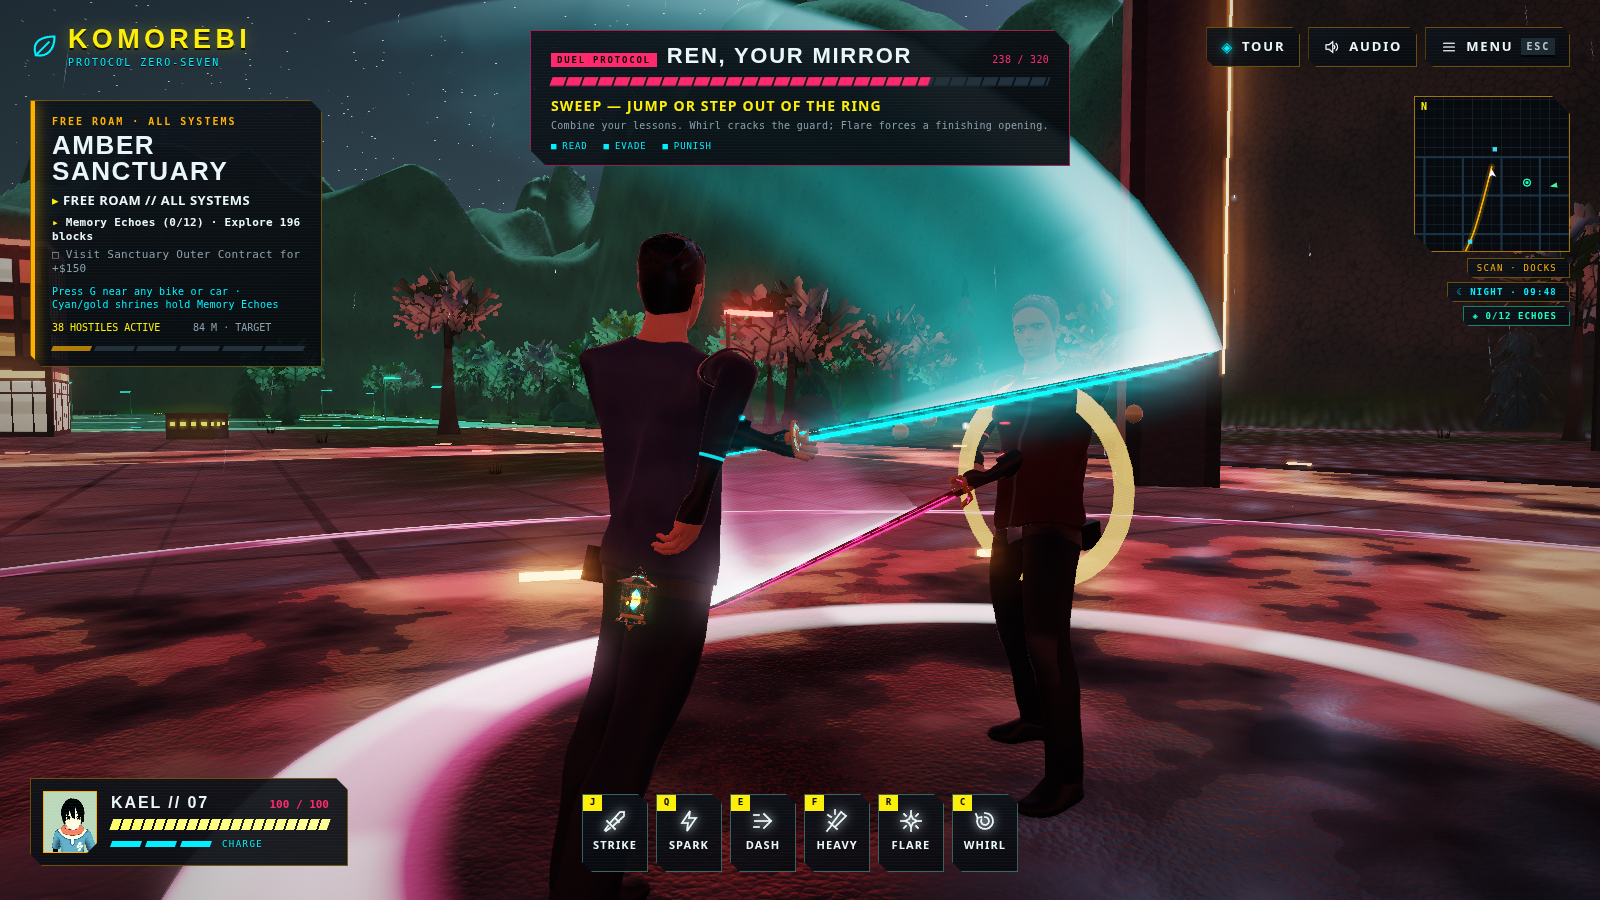 KOMOREBI
PROTOCOL ZERO-SEVEN
FREE ROAM · ALL SYSTEMS
AMBER
SANCTUARY
▸ FREE ROAM // ALL SYSTEMS
▸ Memory Echoes (0/12) · Explore 196
blocks
□ Visit Sanctuary Outer Contract for
+$150
Press G near any bike or car ·
Cyan/gold shrines hold Memory Echoes
38 HOSTILES ACTIVE 84 M · TARGET
DUEL PROTOCOL REN, YOUR MIRROR 238 / 320
SWEEP — JUMP OR STEP OUT OF THE RING
Combine your lessons. Whirl cracks the guard; Flare forces a finishing opening.
■ READ ■ EVADE ■ PUNISH
◈ TOUR AUDIO MENU ESC
N
SCAN · DOCKS
☾ NIGHT · 09:48
◈ 0/12 ECHOES
KAEL // 07 100 / 100
CHARGE
J Q E F R C
STRIKE SPARK DASH HEAVY FLARE WHIRL